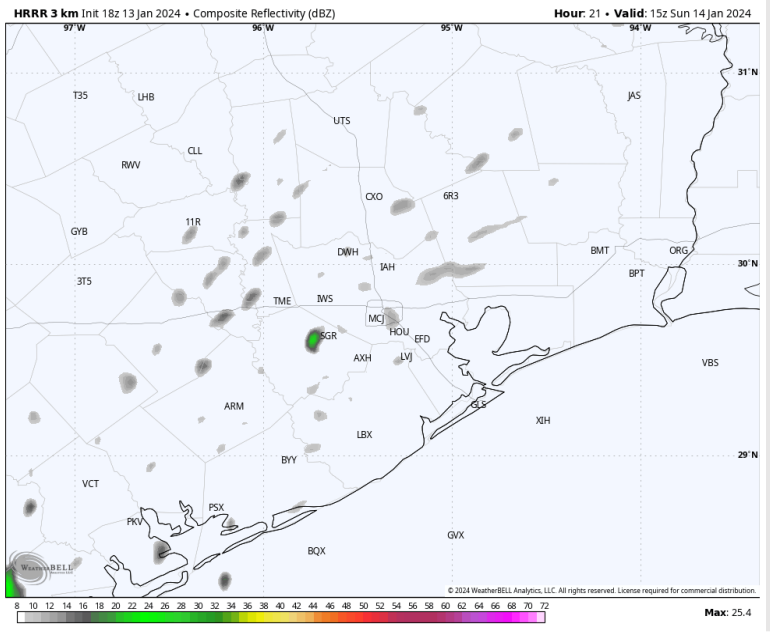 HRRR 3 km Init 18z 13 Jan 2024 • Composite Reflectivity (dBZ) Hour: 21 • Valid: 15z Sun 14 Jan 2024
97°W 96°W 95°W 94°W
31°N
T35 LHB JAS
UTS
CLL
RWV
CXO 6R3
11R
GYB
DWH BMT ORG
30°N
IAH
BPT
3T5
TME IWS
MCJ
HOU
SGR EFD
AXH LVJ
VBS
ARM GLS
XIH
LBX
29°N
BYY
VCT
PSX
PKV
GVX
BQX
WEATHERBELL
© 2024 WeatherBELL Analytics, LLC. All rights reserved. License required for commercial distribution.
8 10 12 14 16 18 20 22 24 26 28 30 32 34 36 38 40 42 44 46 48 50 52 54 56 58 60 62 64 66 68 70 72 Max: 25.4